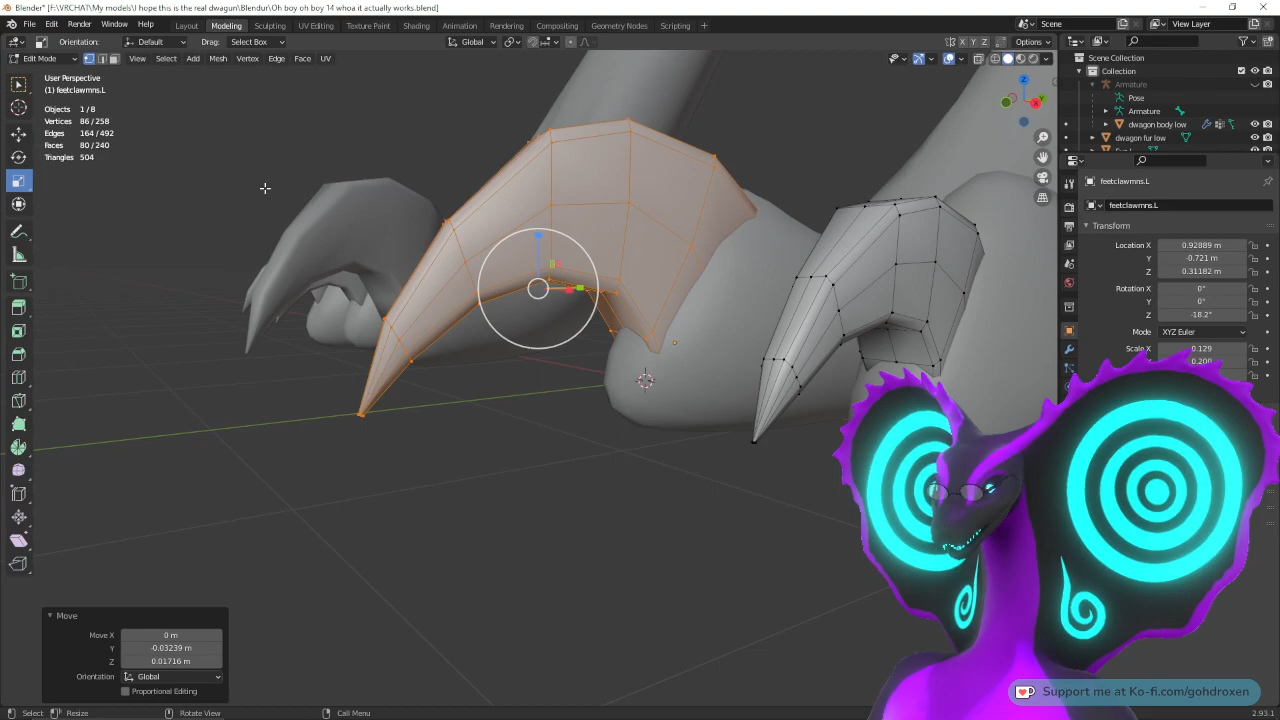 Blender* [F:\VRCHAT\My models\I hope this is the real dwagon\Blendur\Oh boy oh boy 14 whoa it actually works.blend]
File Edit Render Window Help Layout Modeling Sculpting UV Editing Texture Paint Shading Animation Rendering Compositing Geometry Nodes Scripting + Scene View Layer
Orientation: Default Drag: Select Box Global X Y Z Options
Edit Mode View Select Add Mesh Vertex Edge Face UV
User Perspective
(1) feetclawmns.L
Objects 1/8
Vertices 86/258
Edges 164/492
Faces 80/240
Triangles 504
Z
X
Y
Scene Collection
Collection
Armature
Pose
Armature
dwagon body low
dwagon fur low
feetclawmns.L
feetclawmns.L
Transform
Location X 0.92889 m
Y -0.721 m
Z 0.31182 m
Rotation X 0°
Y 0°
Z -18.2°
Mode XYZ Euler
Scale X 0.129
0.200
Move
Move X 0 m
Y -0.03239 m
Z 0.01716 m
Orientation Global
Proportional Editing
Support me at Ko-fi.com/gohdroxen
Select Resize Rotate View Call Menu 2.93.1